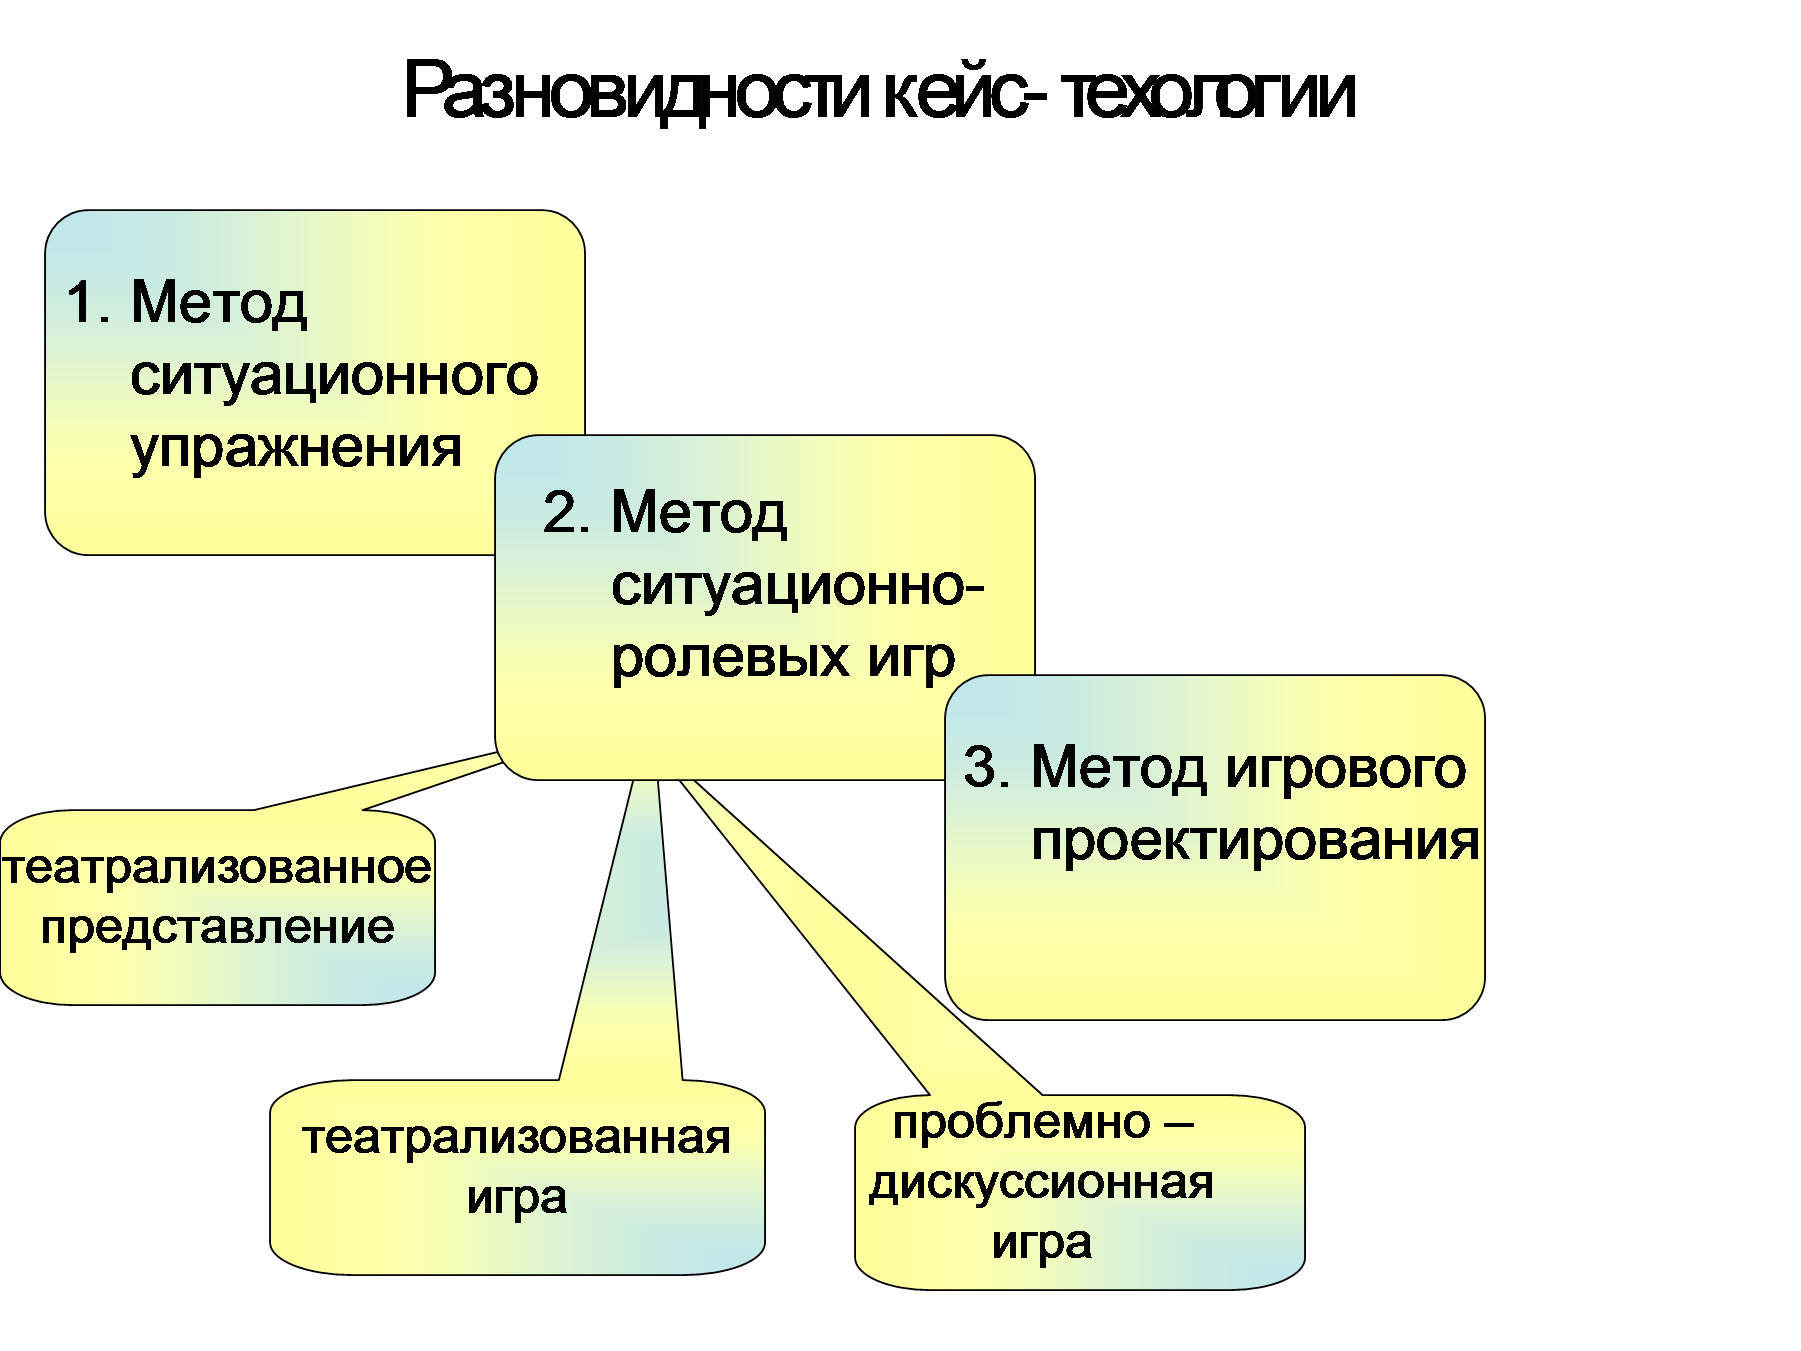 Разновидности кейс- техологии
1. Метод
ситуационного
упражнения
2. Метод
ситуационно-
ролевых игр
3. Метод игрового
проектирования
театрализованное
представление
театрализованная
игра
проблемно –
дискуссионная
игра